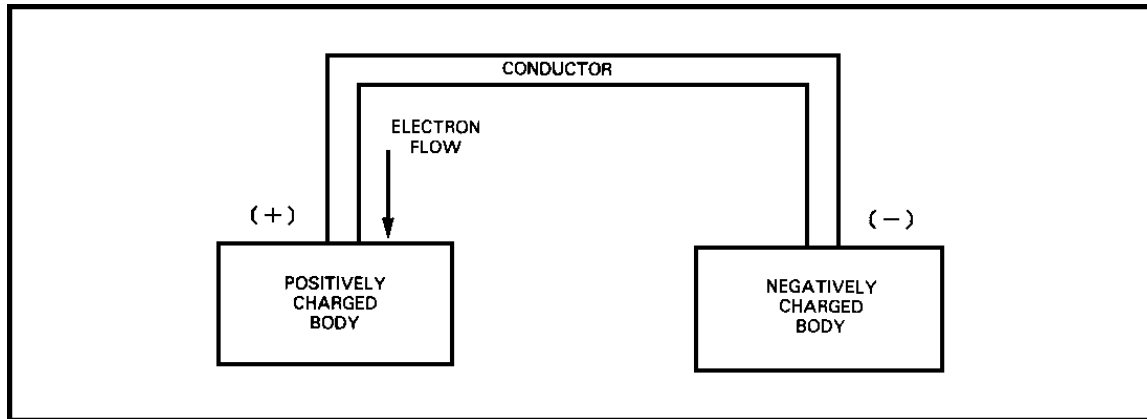 CONDUCTOR
ELECTRON
FLOW
(+)
(−)
POSITIVELY
CHARGED
BODY
NEGATIVELY
CHARGED
BODY